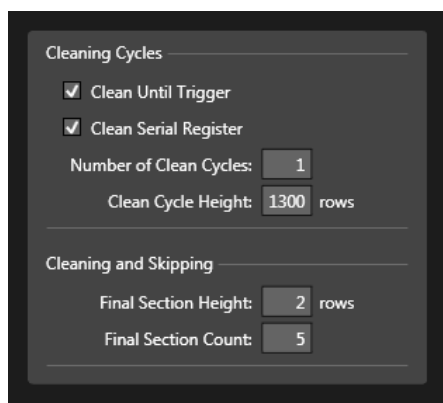 Cleaning Cycles
Clean Until Trigger
Clean Serial Register
Number of Clean Cycles: 1
Clean Cycle Height: 1300 rows
Cleaning and Skipping
Final Section Height: 2 rows
Final Section Count: 5